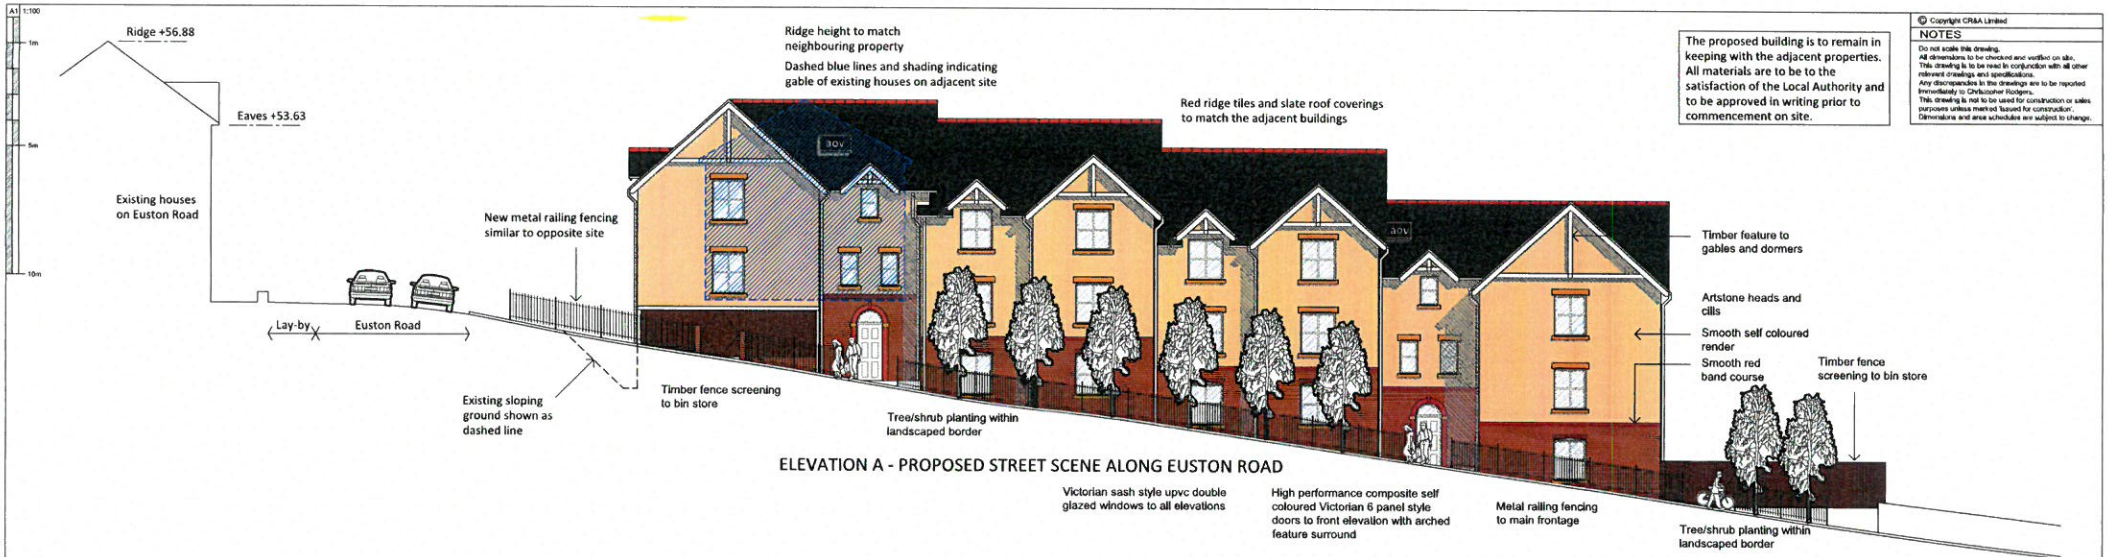 A1 1:100
1m
5m
10m
Ridge +56.88
Eaves +53.63
Existing houses
on Euston Road
Lay-by
Euston Road
New metal railing fencing
similar to opposite site
Existing sloping
ground shown as
dashed line
Ridge height to match
neighbouring property
Dashed blue lines and shading indicating
gable of existing houses on adjacent site
Red ridge tiles and slate roof coverings
to match the adjacent buildings
aov
aov
The proposed building is to remain in
keeping with the adjacent properties.
All materials are to be to the
satisfaction of the Local Authority and
to be approved in writing prior to
commencement on site.
© Copyright CR&A Limited
NOTES
Do not scale this drawing.
All dimensions to be checked and verified on site.
This drawing is to be read in conjunction with all other
relevant drawings and specifications.
Any discrepancies in the drawings are to be reported
immediately to Christopher Rodgers.
This drawing is not to be used for construction or sales
purposes unless marked 'Issued for construction'.
Dimensions and area schedules are subject to change.
Timber feature to
gables and dormers
Artstone heads and
cills
Smooth self coloured
render
Smooth red
band course
Timber fence
screening to bin store
Timber fence screening
to bin store
Tree/shrub planting within
landscaped border
ELEVATION A - PROPOSED STREET SCENE ALONG EUSTON ROAD
Victorian sash style upvc double
glazed windows to all elevations
High performance composite self
coloured Victorian 6 panel style
doors to front elevation with arched
feature surround
Metal railing fencing
to main frontage
Tree/shrub planting within
landscaped border